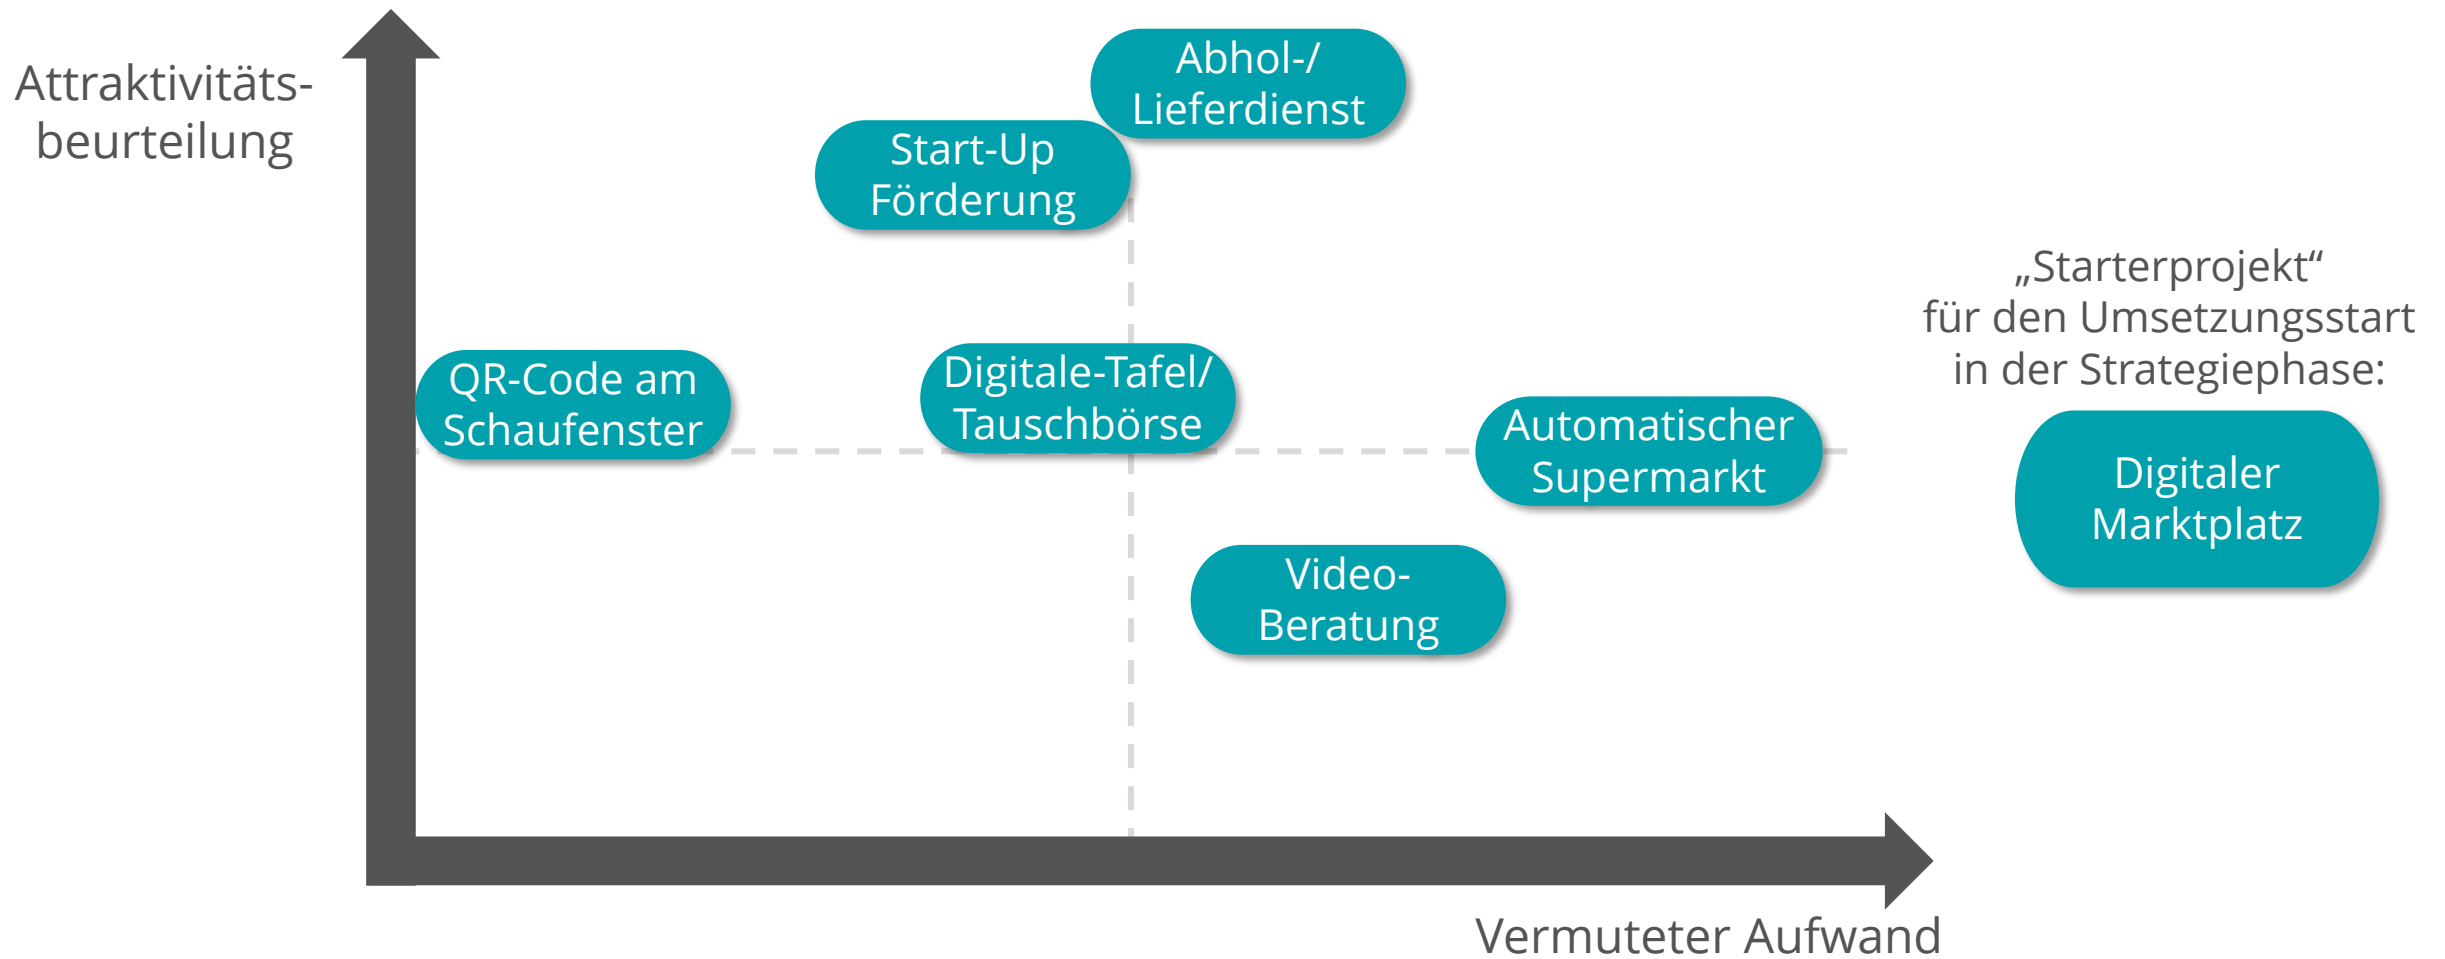 Attraktivitäts-
beurteilung
Abhol-/
Lieferdienst
Start-Up
Förderung
QR-Code am
Schaufenster
Digitale-Tafel/
Tauschbörse
Automatischer
Supermarkt
Video-
Beratung
„Starterprojekt“
für den Umsetzungsstart
in der Strategiephase:
Digitaler
Marktplatz
Vermuteter Aufwand